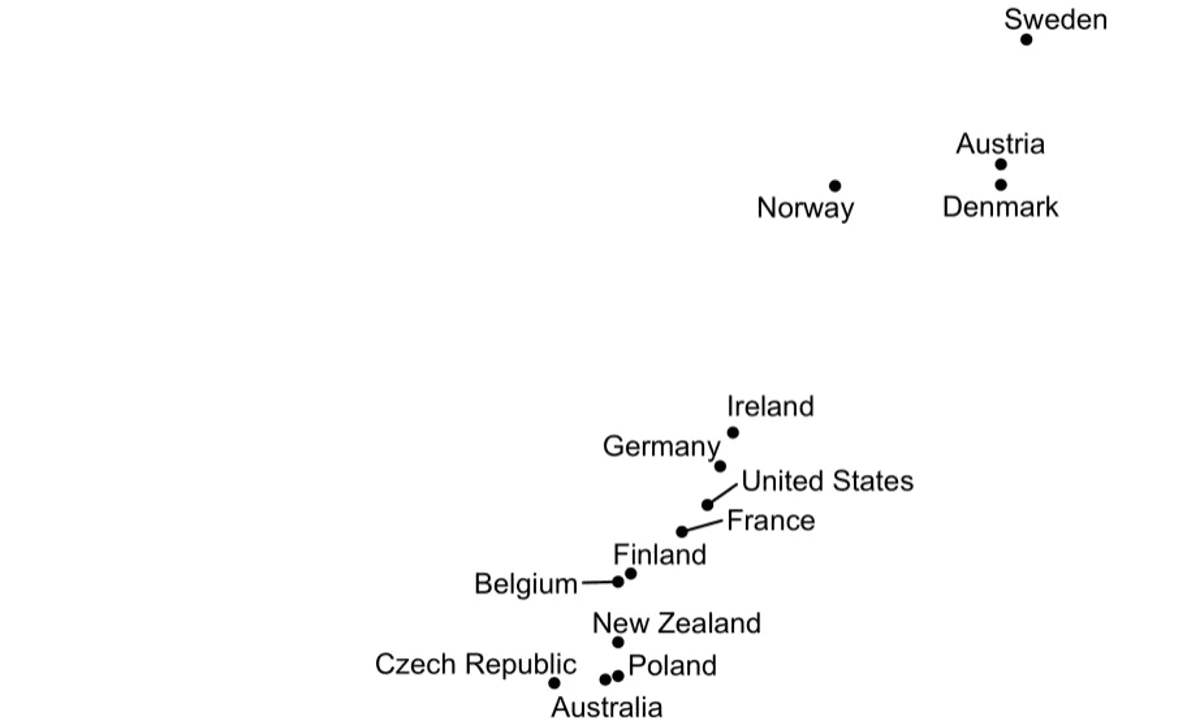 Sweden
Austria
Norway
Denmark
Ireland
Germany
United States
France
Finland
Belgium
New Zealand
Czech Republic
Poland
Australia